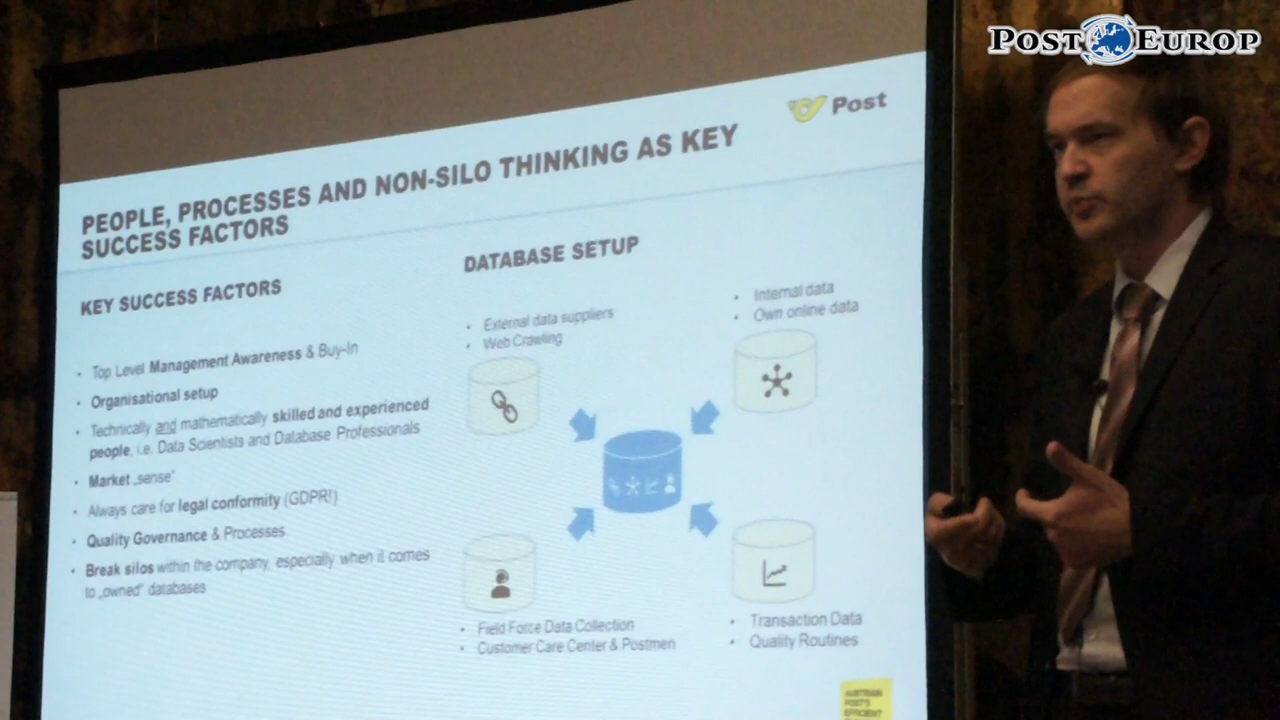 POST EUROP
Post
PEOPLE, PROCESSES AND NON-SILO THINKING AS KEY
SUCCESS FACTORS
KEY SUCCESS FACTORS
• Top Level Management Awareness & Buy-In
• Organisational setup
• Technically and mathematically skilled and experienced
people, i.e. Data Scientists and Database Professionals
• Market „sense“
• Always care for legal conformity (GDPR!)
• Quality Governance & Processes
• Break silos within the company, especially when it comes
to „owned“ databases
DATABASE SETUP
• External data suppliers
• Web Crawling
• Internal data
• Own online data
• Field Force Data Collection
• Customer Care Center & Postmen
• Transaction Data
• Quality Routines
AUSTRIAN
POST'S
EFFICIENT